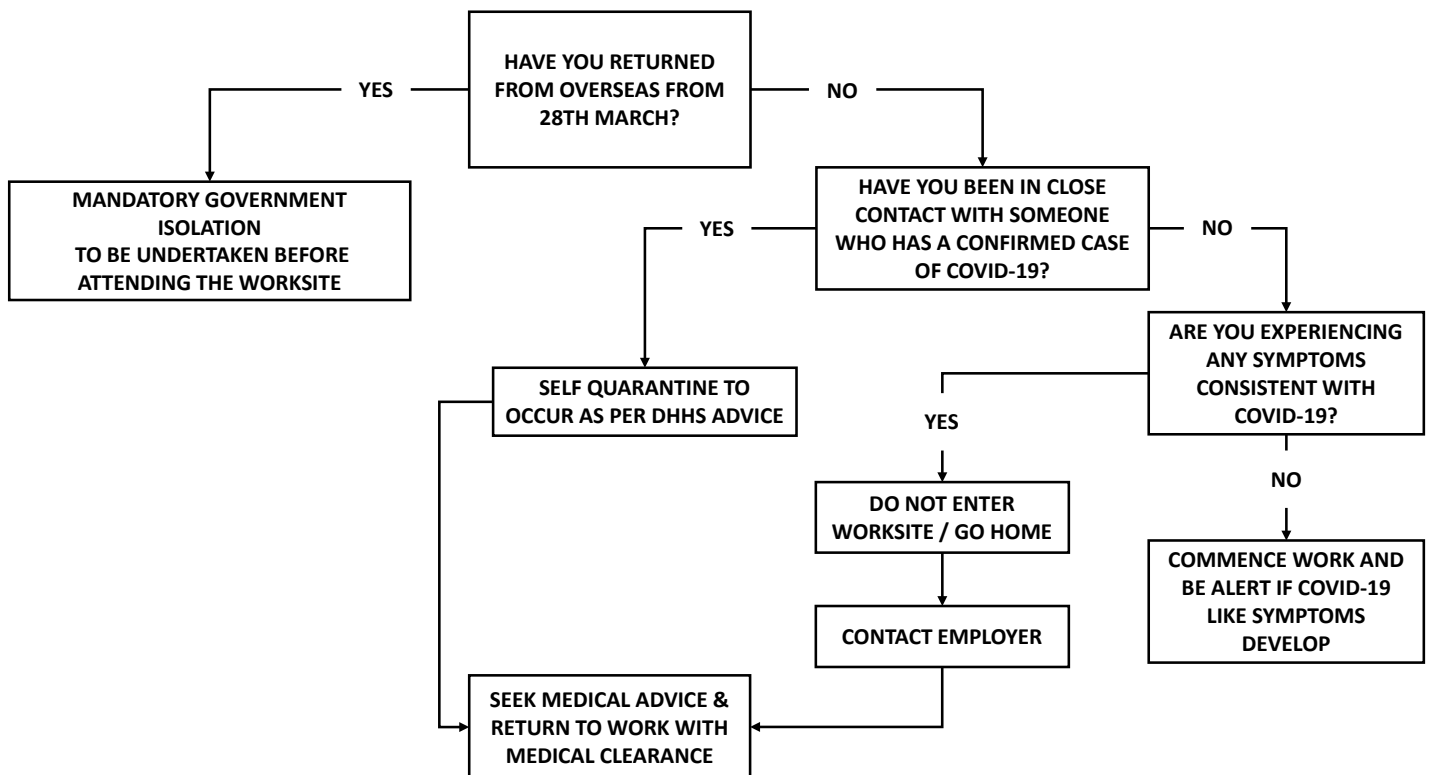 HAVE YOU RETURNED
FROM OVERSEAS FROM
28TH MARCH?
YES
NO
MANDATORY GOVERNMENT
ISOLATION
TO BE UNDERTAKEN BEFORE
ATTENDING THE WORKSITE
HAVE YOU BEEN IN CLOSE
CONTACT WITH SOMEONE
WHO HAS A CONFIRMED CASE
OF COVID-19?
YES
NO
SELF QUARANTINE TO
OCCUR AS PER DHHS ADVICE
ARE YOU EXPERIENCING
ANY SYMPTOMS
CONSISTENT WITH
COVID-19?
YES
NO
DO NOT ENTER
WORKSITE / GO HOME
COMMENCE WORK AND
BE ALERT IF COVID-19
LIKE SYMPTOMS
DEVELOP
CONTACT EMPLOYER
SEEK MEDICAL ADVICE &
RETURN TO WORK WITH
MEDICAL CLEARANCE